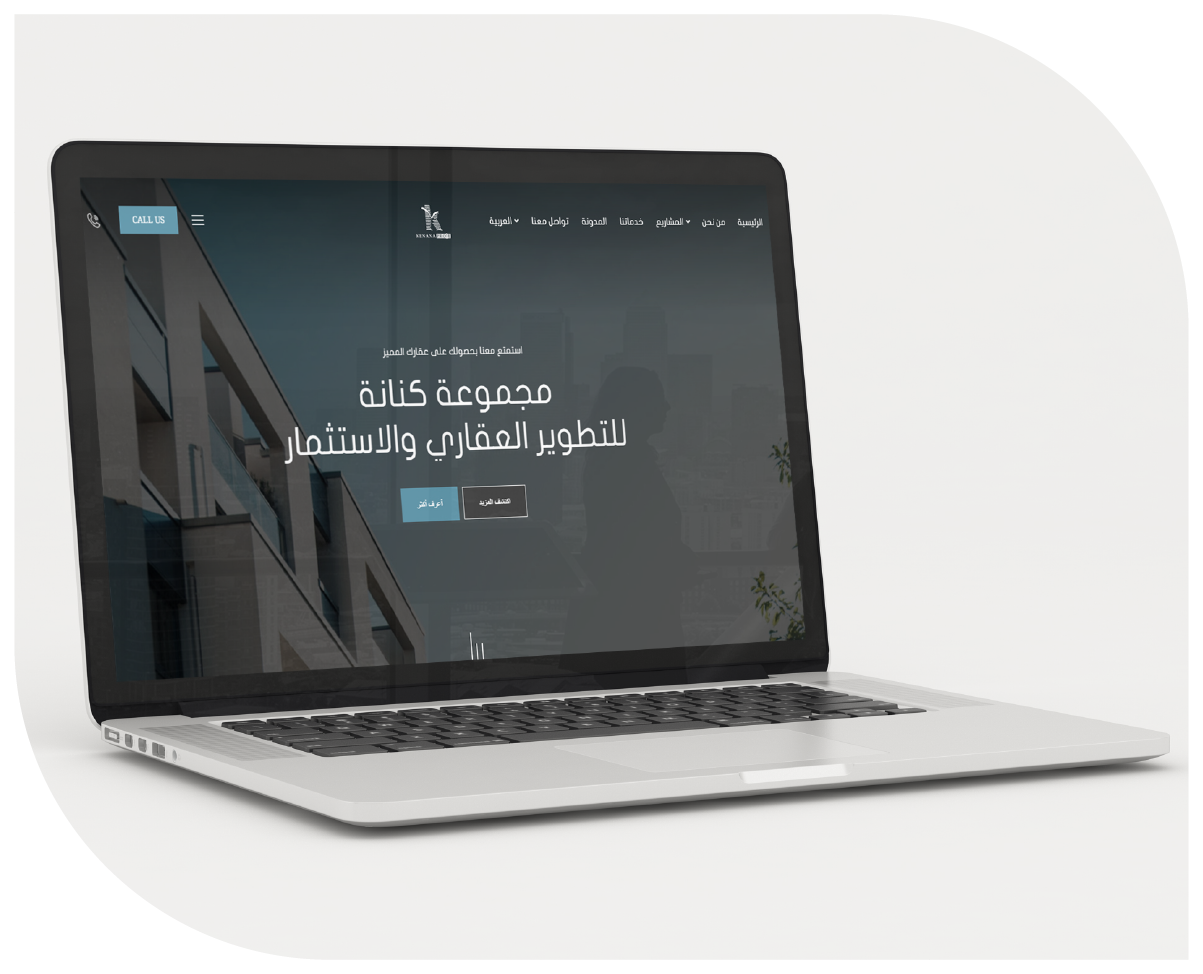 الرئيسية من نحن المشاريع خدماتنا المدونة تواصل معنا العربية
CALL US
KENANA
استمتع معنا بحصولك على عقارك المميز
مجموعة كنانة
للتطوير العقاري والاستثمار
اكتشف المزيد
أعرف أكثر